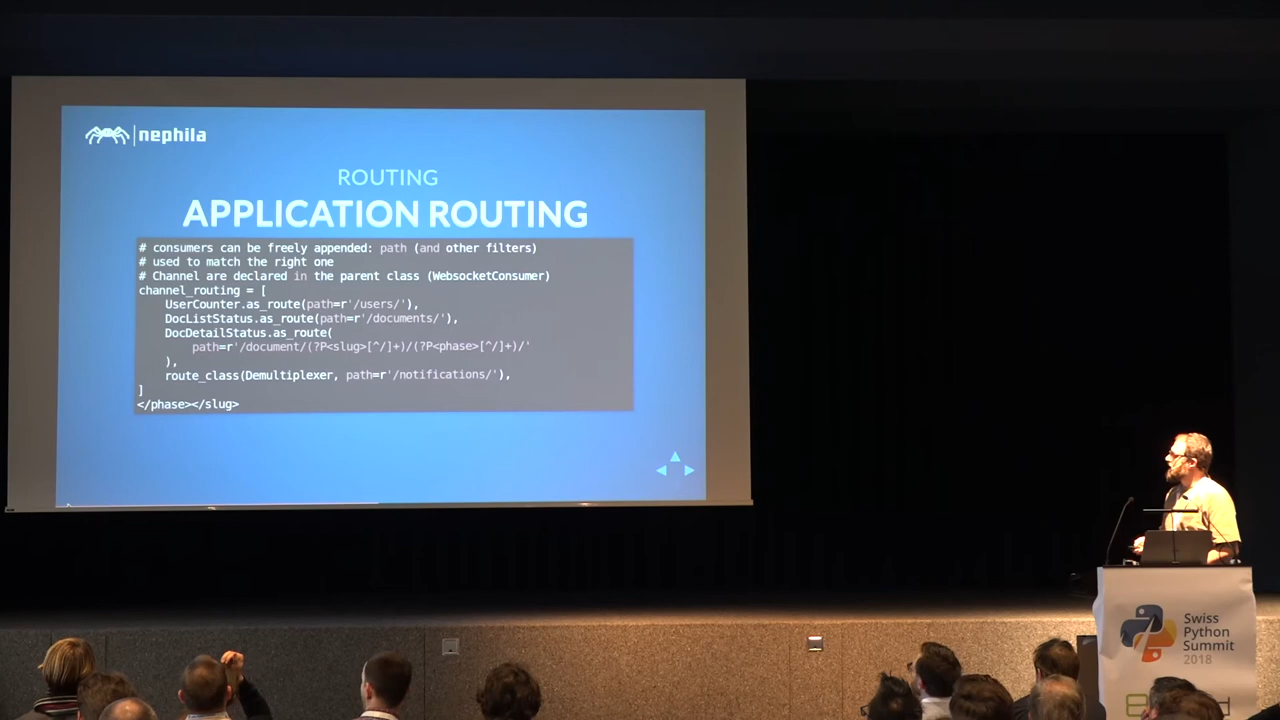 nephila
ROUTING
APPLICATION ROUTING
# consumers can be freely appended: path (and other filters)
# used to match the right one
# Channel are declared in the parent class (WebsocketConsumer)
channel_routing = [
    UserCounter.as_route(path=r'/users/'),
    DocListStatus.as_route(path=r'/documents/'),
    DocDetailStatus.as_route(
        path=r'/document/(?P<slug>[^/]+)/(?P<phase>[^/]+)/'
    ),
    route_class(Demultiplexer, path=r'/notifications/'),
]
</phase></slug>
Swiss
Python
Summit
2018